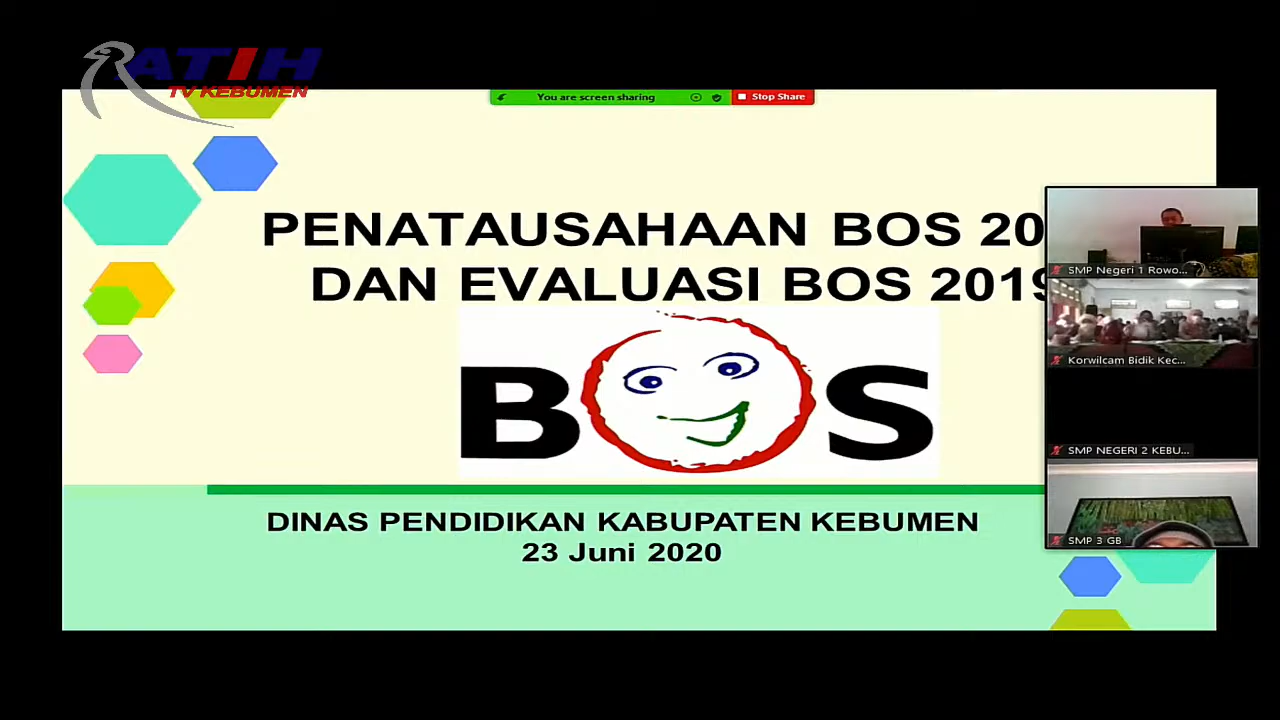 RATIH
TV KEBUMEN
You are screen sharing
Stop Share
PENATAUSAHAAN BOS 20
DAN EVALUASI BOS 2019
BOS
DINAS PENDIDIKAN KABUPATEN KEBUMEN
23 Juni 2020
SMP Negeri 1 Rowo...
Korwilcam Bidik Kec...
SMP NEGERI 2 KEBU...
SMP 3 GB